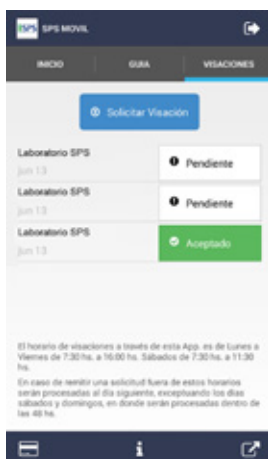 SPS MOVIL
INICIO GUIA VISACIONES
Solicitar Visación
Laboratorio SPS
jun 13
Pendiente
Laboratorio SPS
jun 13
Pendiente
Laboratorio SPS
jun 13
Aceptado
El horario de visaciones a través de esta App. es de Lunes a
Viernes de 7:30 hs. a 16:00 hs. Sábados de 7:30 hs. a 11:30
hs.
En caso de remitir una solicitud fuera de estos horarios
serán procesadas al día siguiente, exceptuando los días
sábados y domingos, en donde serán procesadas dentro de
las 48 hs.